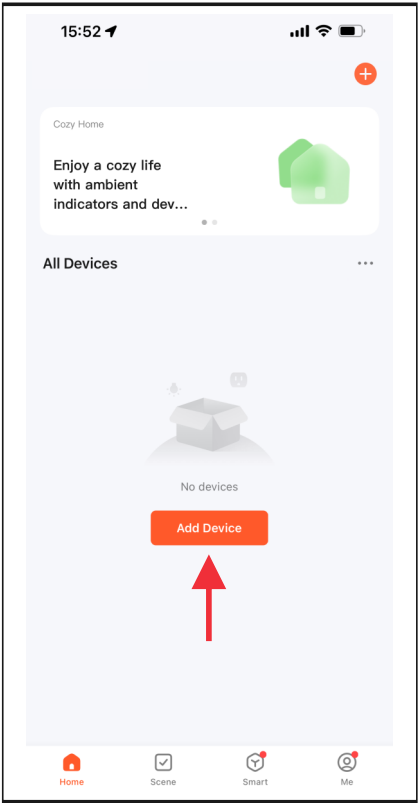 15:52
Cozy Home
Enjoy a cozy life
with ambient
indicators and dev...
All Devices
No devices
Add Device
Home Scene Smart Me